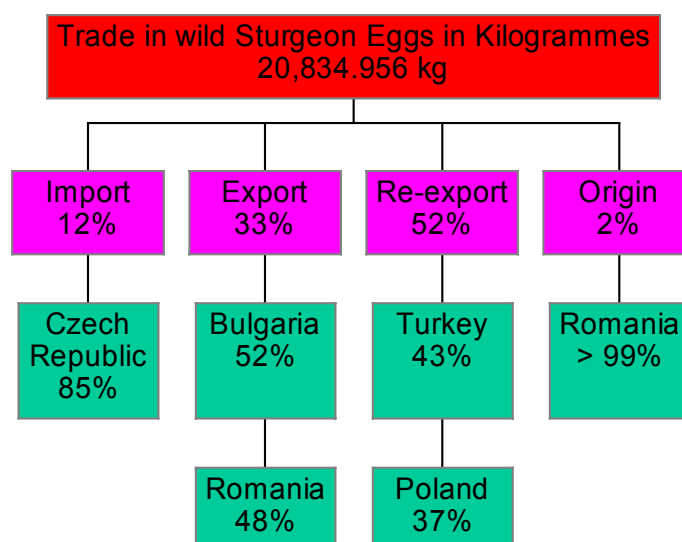 Trade in wild Sturgeon Eggs in Kilogrammes
20,834.956 kg
Import
12%
Export
33%
Re-export
52%
Origin
2%
Czech
Republic
85%
Bulgaria
52%
Turkey
43%
Romania
> 99%
Romania
48%
Poland
37%